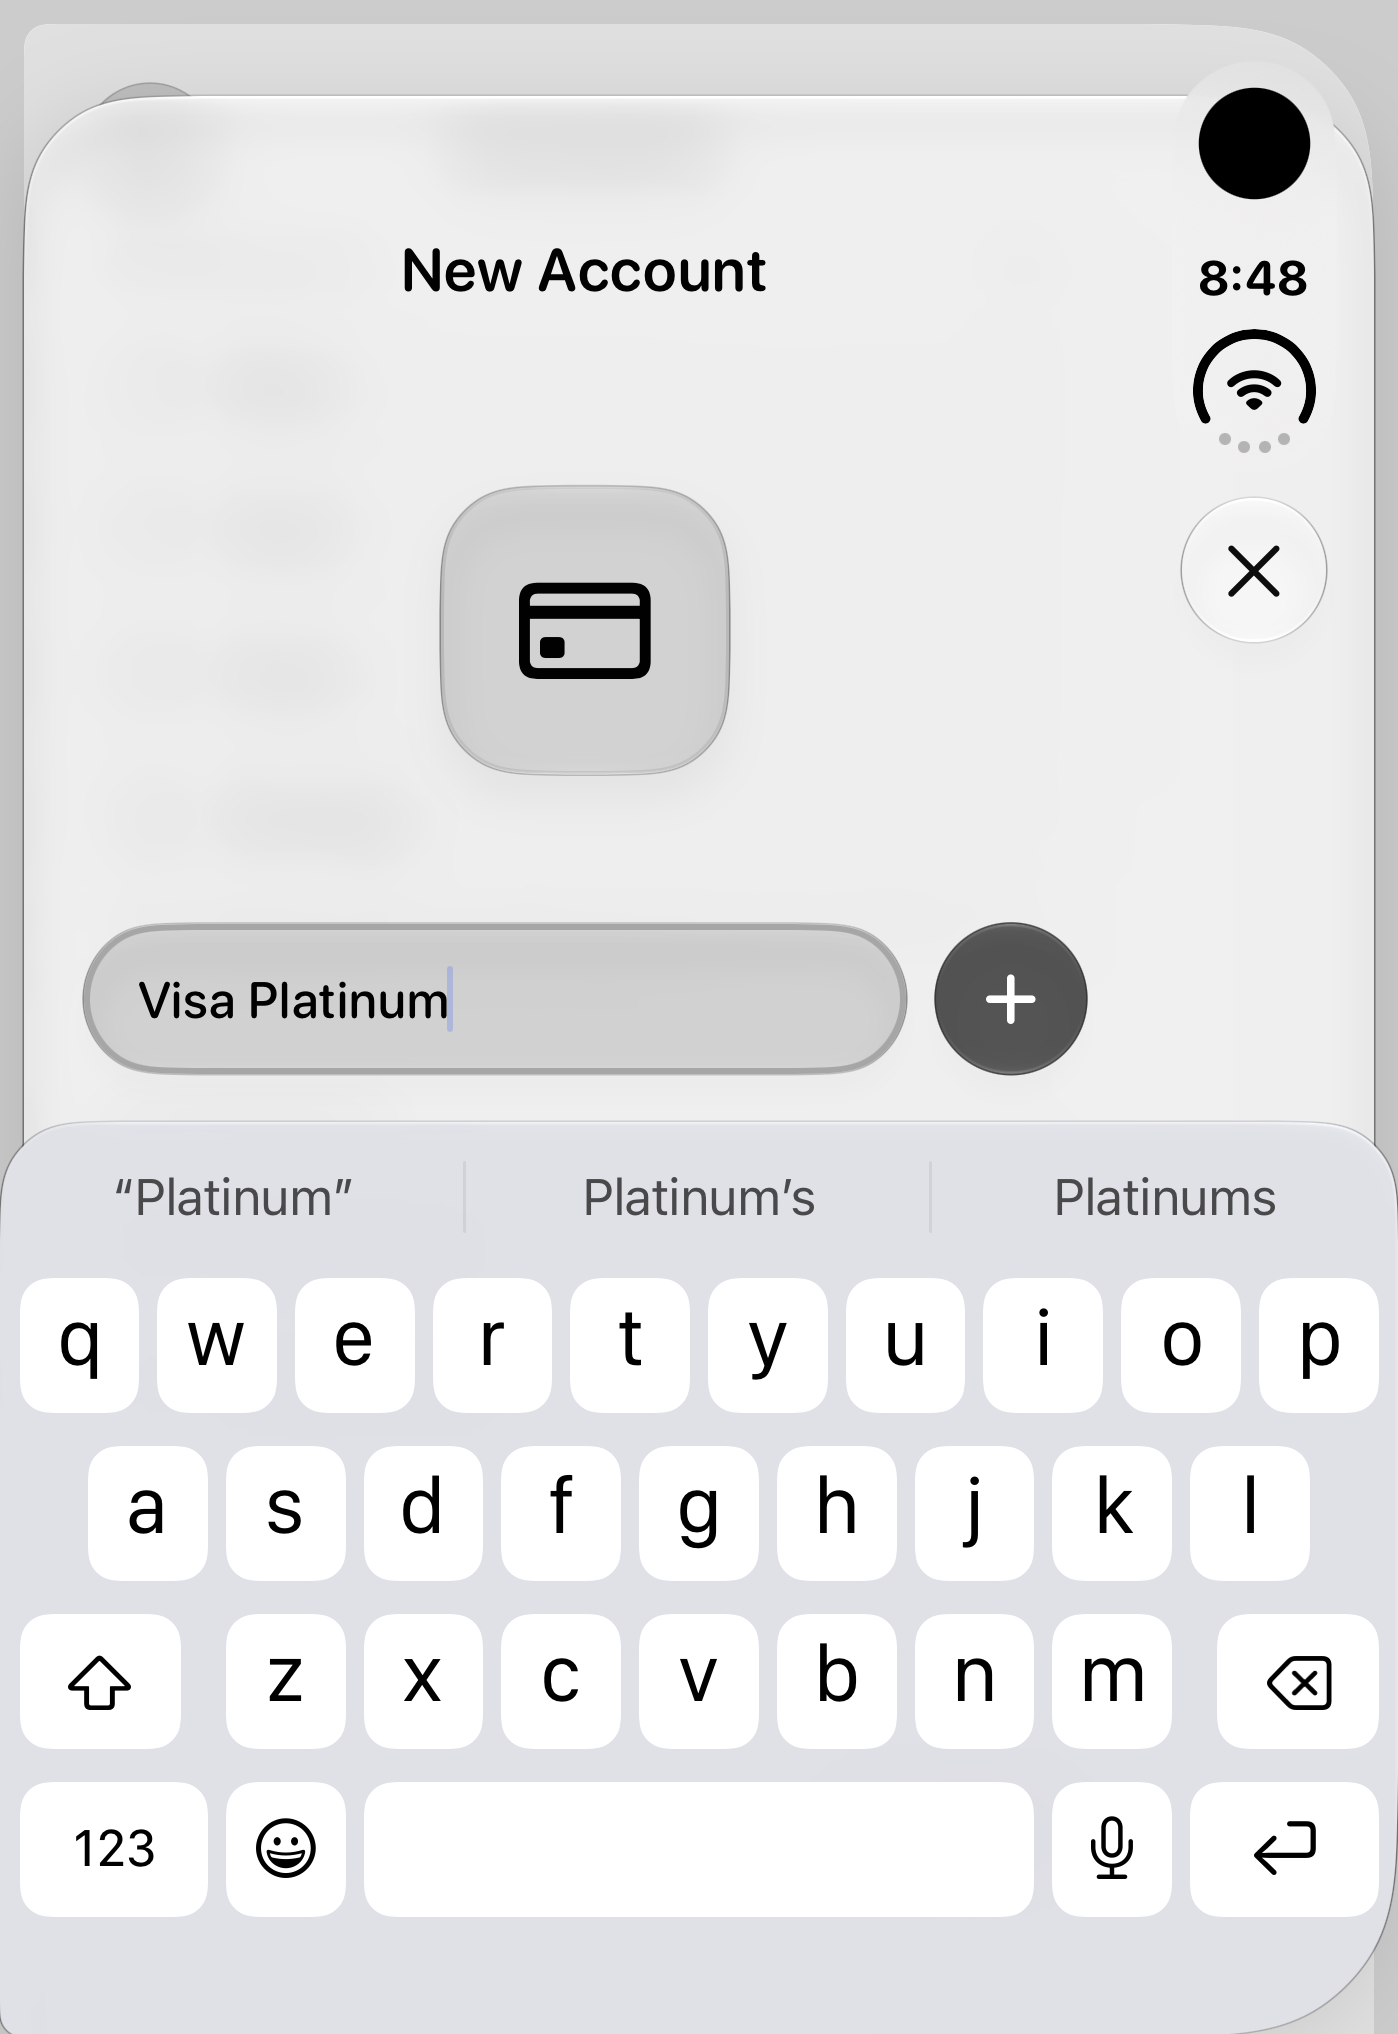 New Account
8:48
Visa Platinum
“Platinum” Platinum’s Platinums
q w e r t y u i o p
a s d f g h j k l
z x c v b n m
123